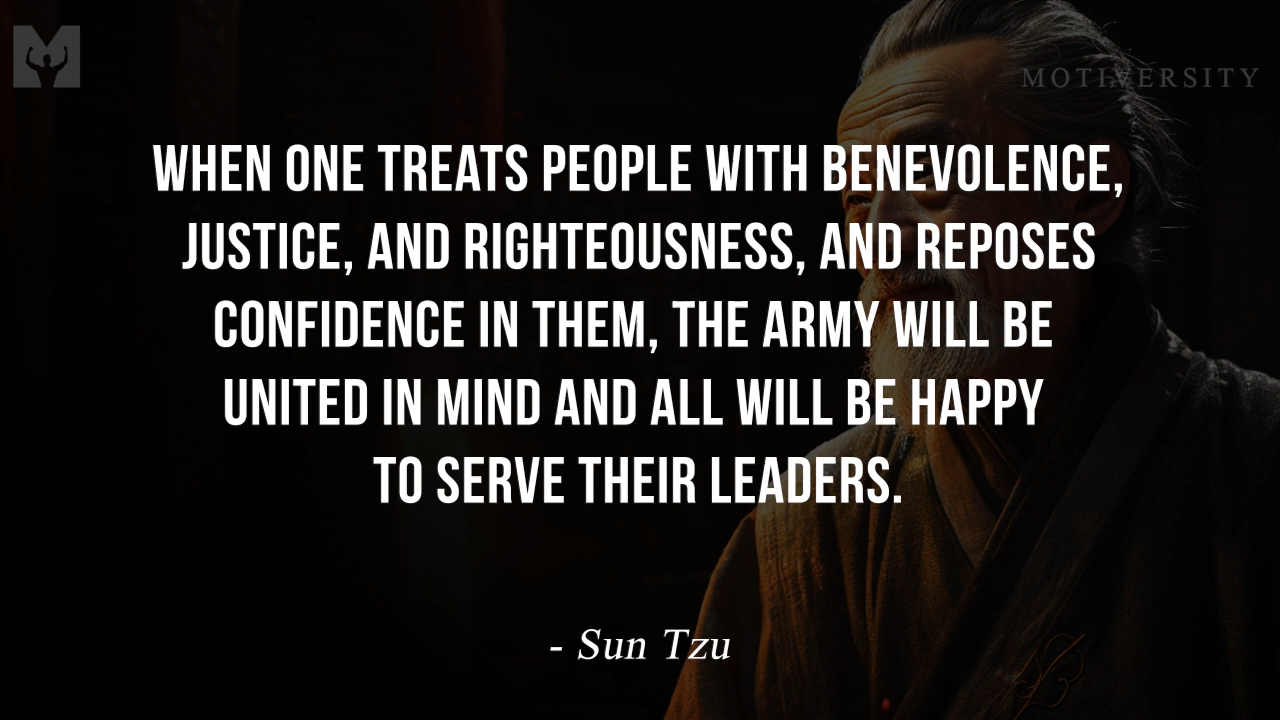 MOTIVERSITY
WHEN ONE TREATS PEOPLE WITH BENEVOLENCE,
JUSTICE, AND RIGHTEOUSNESS, AND REPOSES
CONFIDENCE IN THEM, THE ARMY WILL BE
UNITED IN MIND AND ALL WILL BE HAPPY
TO SERVE THEIR LEADERS.
- Sun Tzu